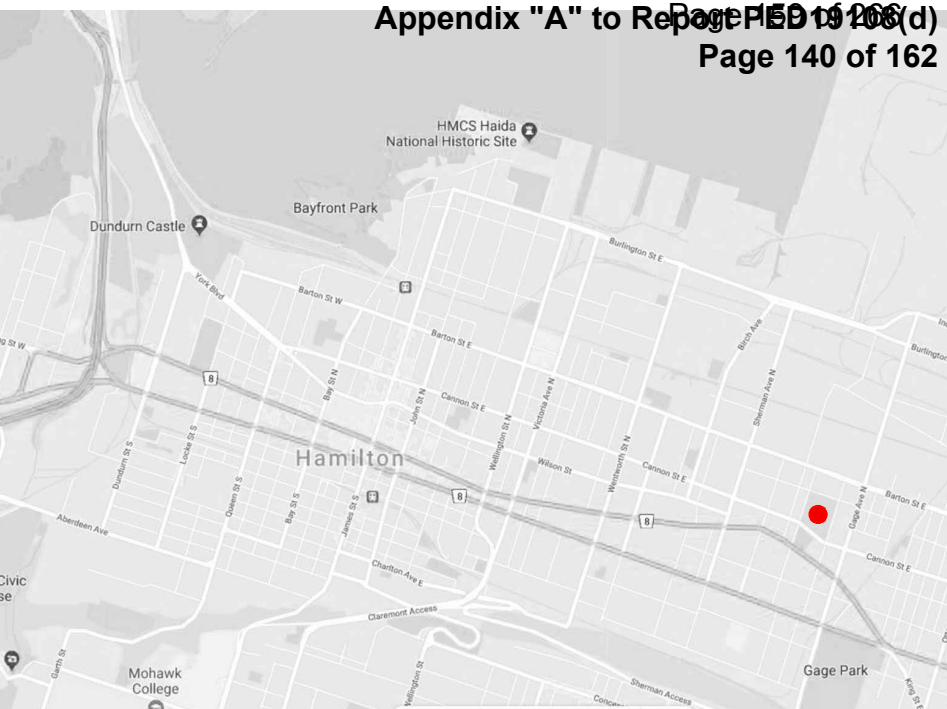 Appendix "A" to Report PED19108(d)
Page 159 of 266
Page 140 of 162
HMCS Haida
National Historic Site
Bayfront Park
Dundurn Castle
Burlington St E
York Blvd
Barton St W
Birch Ave
Burlington
Barton St E
8
Bay St N
Sherman Ave N
John St N
Cannon St E
Victoria Ave N
Wellington St N
Locke St S
Hamilton
Wilson St
Wentworth St N
Cannon St E
Dundurn St S
Queen St S
Bay St S
James St S
8
8
Barton St E
Gage Ave N
Aberdeen Ave
Cannon St E
Charlton Ave E
Civic
Claremont Access
Garth St
Mohawk
College
Gage Park
Sherman Access
King St E